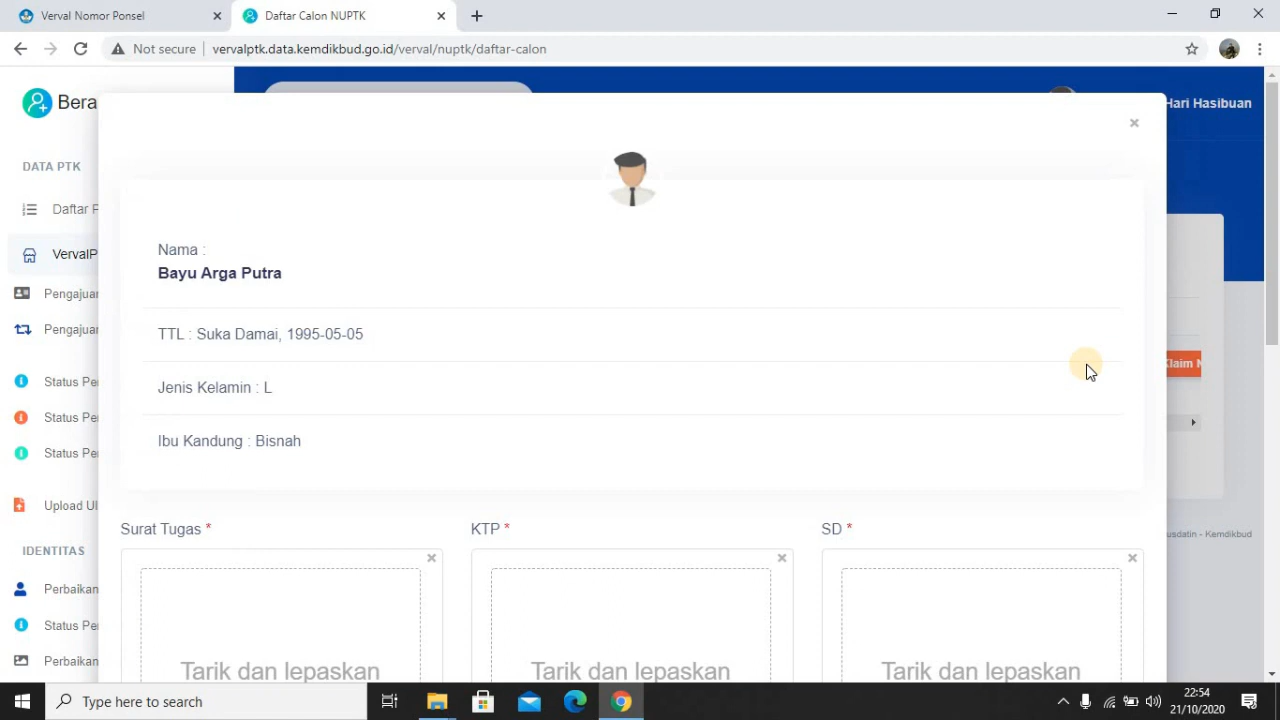 Verval Nomor Ponsel
Daftar Calon NUPTK
Not secure
vervalptk.data.kemdikbud.go.id/verval/nuptk/daftar-calon
Bera
Hari Hasibuan
DATA PTK
Daftar P
VervalP
Pengajuan
Pengajuan
Status Pe
Status Pe
Status Pe
Upload Ul
IDENTITAS
Perbaikan
Status Pe
Perbaikan
Nama :
Bayu Arga Putra
TTL : Suka Damai, 1995-05-05
Jenis Kelamin : L
Ibu Kandung : Bisnah
Klaim N
usdatin - Kemdikbud
Surat Tugas *
KTP *
SD *
Tarik dan lepaskan
Tarik dan lepaskan
Tarik dan lepaskan
Type here to search
22:54
21/10/2020